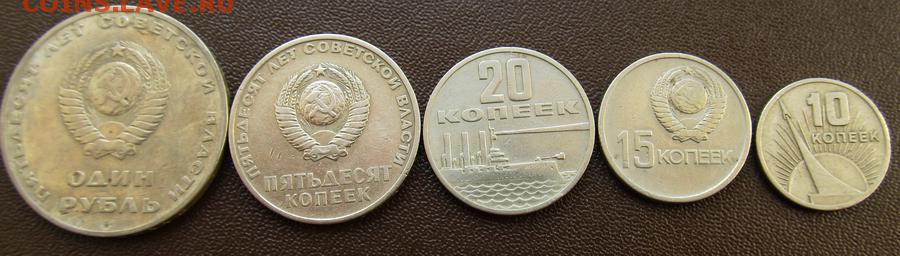 COINS.LAVE.RU
ПЯТЬДЕСЯТ ЛЕТ СОВЕТСКОЙ ВЛАСТИ
ОДИН
РУБЛЬ
ПЯТЬДЕСЯТ ЛЕТ СОВЕТСКОЙ ВЛАСТИ
ПЯТЬДЕСЯТ
КОПЕЕК
20
КОПЕЕК
15 КОПЕЕК
10
КОПЕЕК